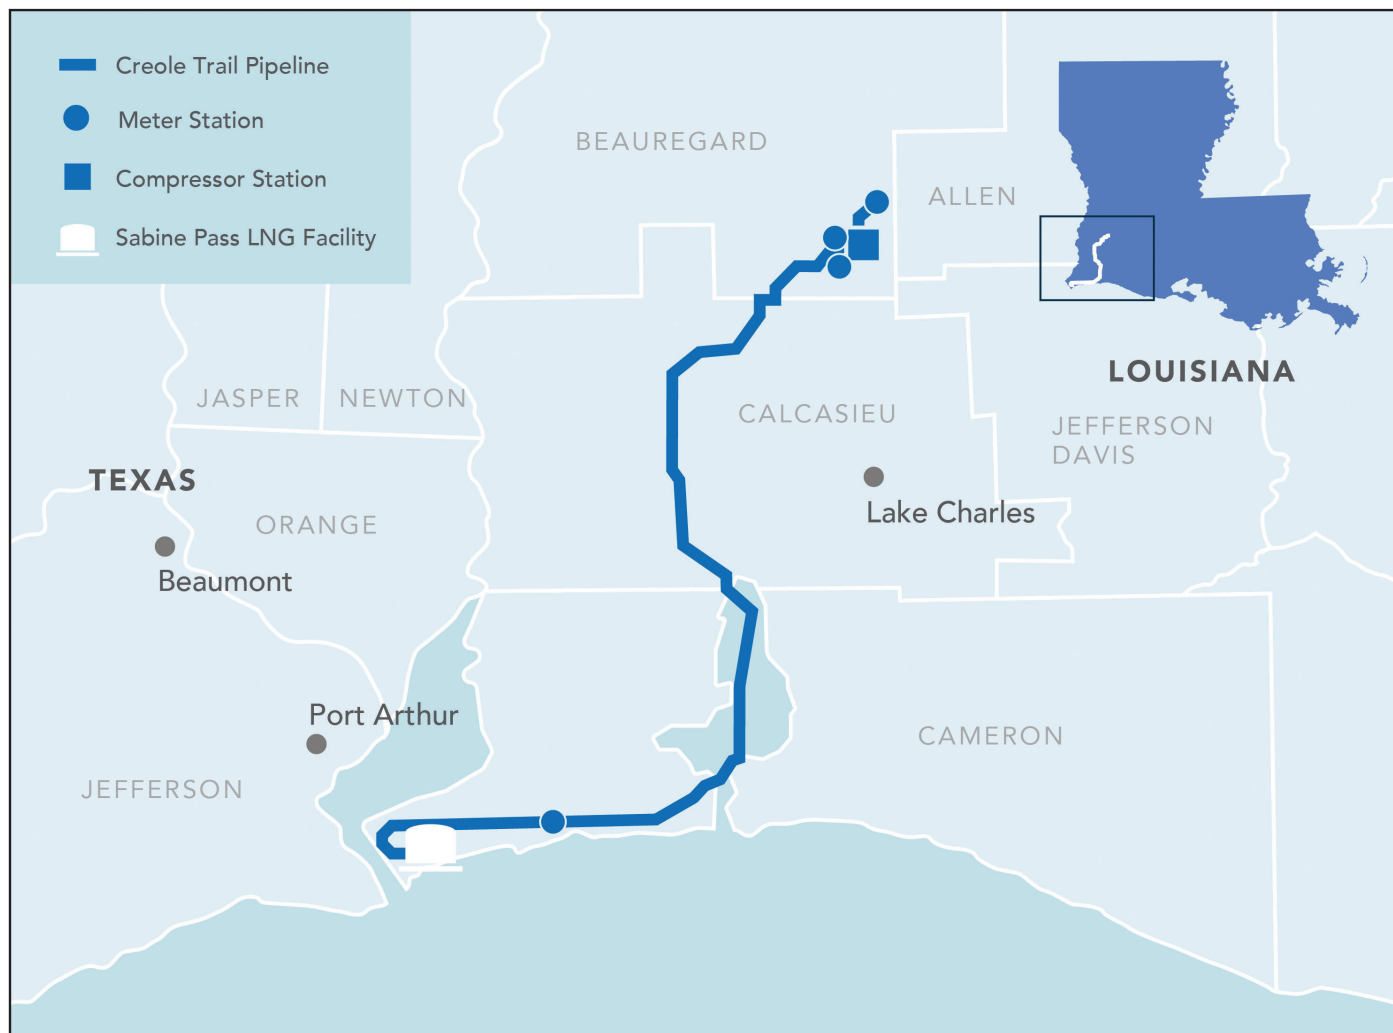 Creole Trail Pipeline
Meter Station
Compressor Station
Sabine Pass LNG Facility
BEAUREGARD
ALLEN
LOUISIANA
JASPER
NEWTON
CALCASIEU
JEFFERSON
DAVIS
TEXAS
Lake Charles
ORANGE
Beaumont
Port Arthur
CAMERON
JEFFERSON